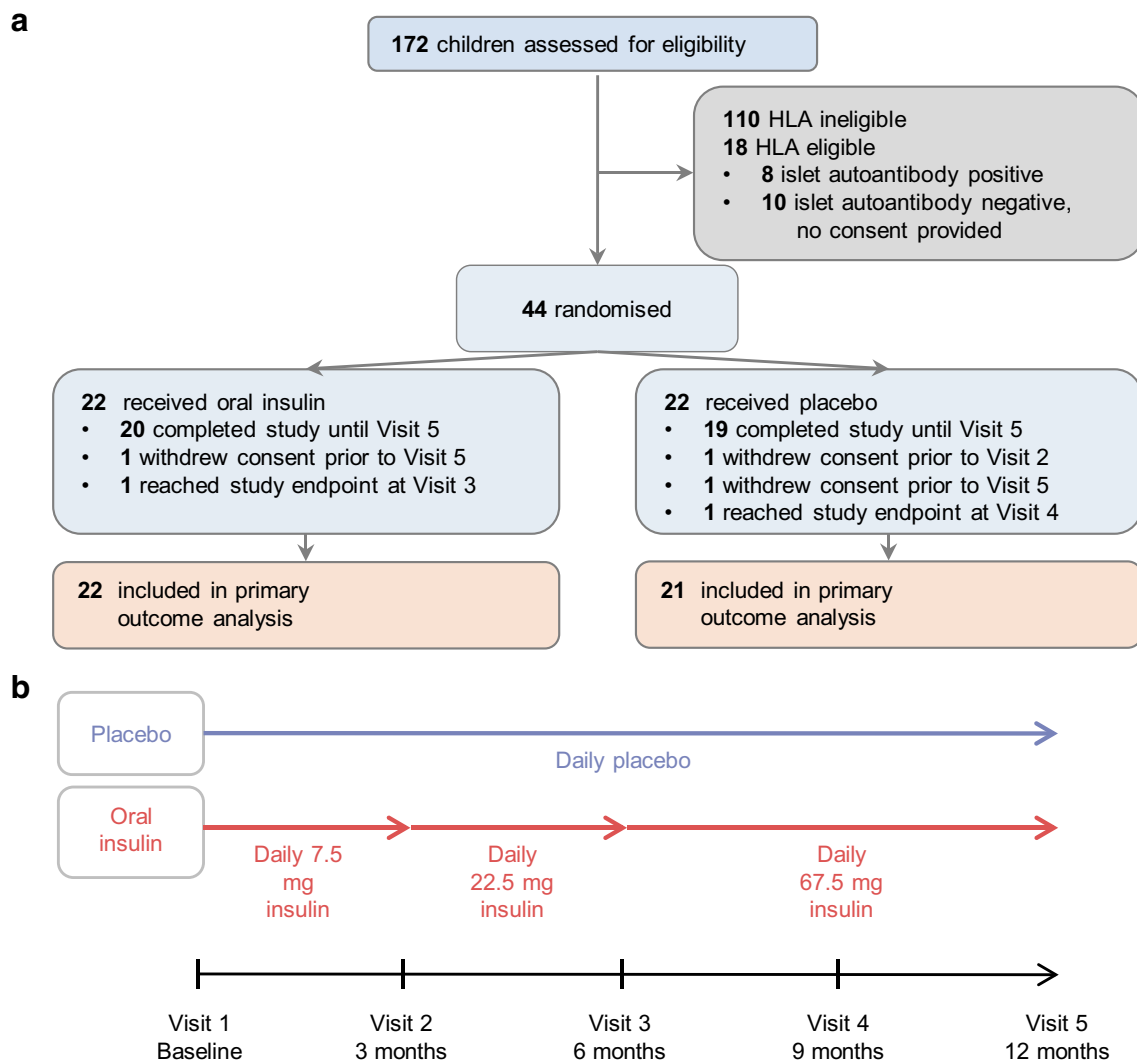 a
172 children assessed for eligibility
110 HLA ineligible
18 HLA eligible
• 8 islet autoantibody positive
• 10 islet autoantibody negative,
no consent provided
44 randomised
22 received oral insulin
• 20 completed study until Visit 5
• 1 withdrew consent prior to Visit 5
• 1 reached study endpoint at Visit 3
22 received placebo
• 19 completed study until Visit 5
• 1 withdrew consent prior to Visit 2
• 1 withdrew consent prior to Visit 5
• 1 reached study endpoint at Visit 4
22 included in primary
outcome analysis
21 included in primary
outcome analysis
b
Placebo
Daily placebo
Oral
insulin
Daily 7.5
mg
insulin
Daily
22.5 mg
insulin
Daily
67.5 mg
insulin
Visit 1
Baseline
Visit 2
3 months
Visit 3
6 months
Visit 4
9 months
Visit 5
12 months